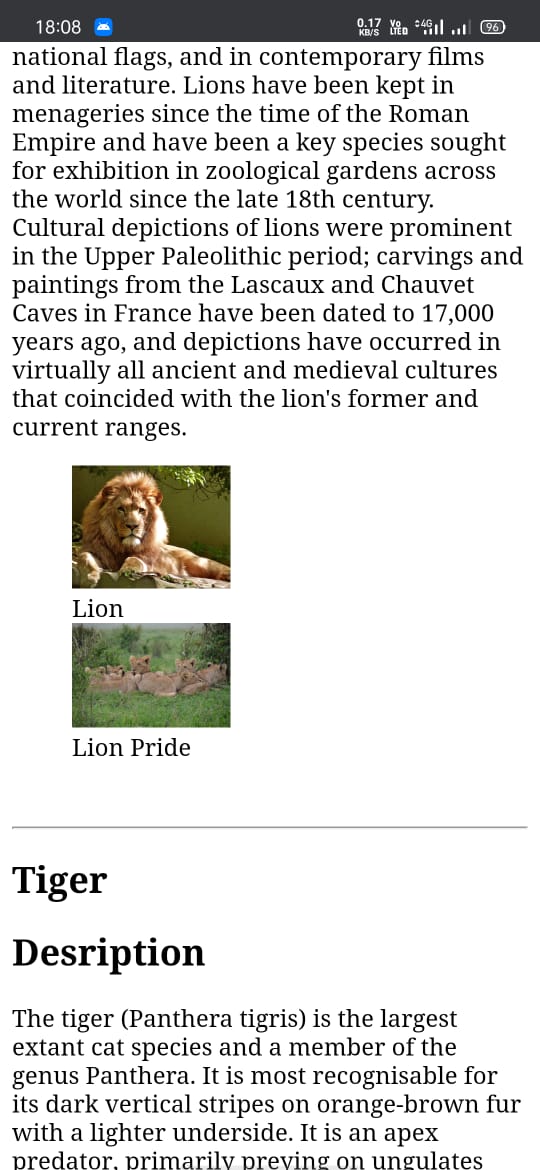 18:08 0.17 KB/S Vo LTED 4G 96
national flags, and in contemporary films
and literature. Lions have been kept in
menageries since the time of the Roman
Empire and have been a key species sought
for exhibition in zoological gardens across
the world since the late 18th century.
Cultural depictions of lions were prominent
in the Upper Paleolithic period; carvings and
paintings from the Lascaux and Chauvet
Caves in France have been dated to 17,000
years ago, and depictions have occurred in
virtually all ancient and medieval cultures
that coincided with the lion's former and
current ranges.
Lion
Lion Pride
Tiger
Desription
The tiger (Panthera tigris) is the largest
extant cat species and a member of the
genus Panthera. It is most recognisable for
its dark vertical stripes on orange-brown fur
with a lighter underside. It is an apex
predator, primarily preying on ungulates